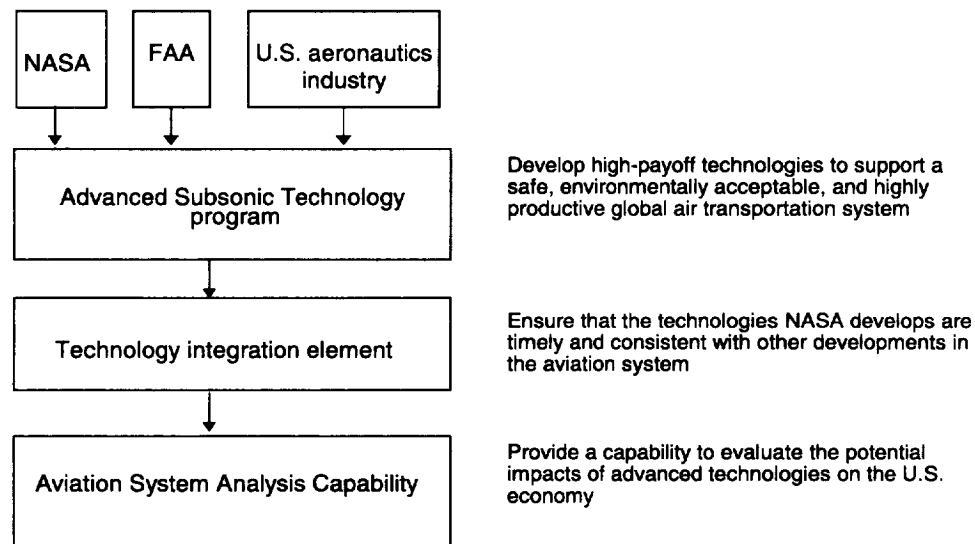 NASA
FAA
U.S. aeronautics
industry
Advanced Subsonic Technology
program
Develop high-payoff technologies to support a
safe, environmentally acceptable, and highly
productive global air transportation system
Technology integration element
Ensure that the technologies NASA develops are
timely and consistent with other developments in
the aviation system
Aviation System Analysis Capability
Provide a capability to evaluate the potential
impacts of advanced technologies on the U.S.
economy